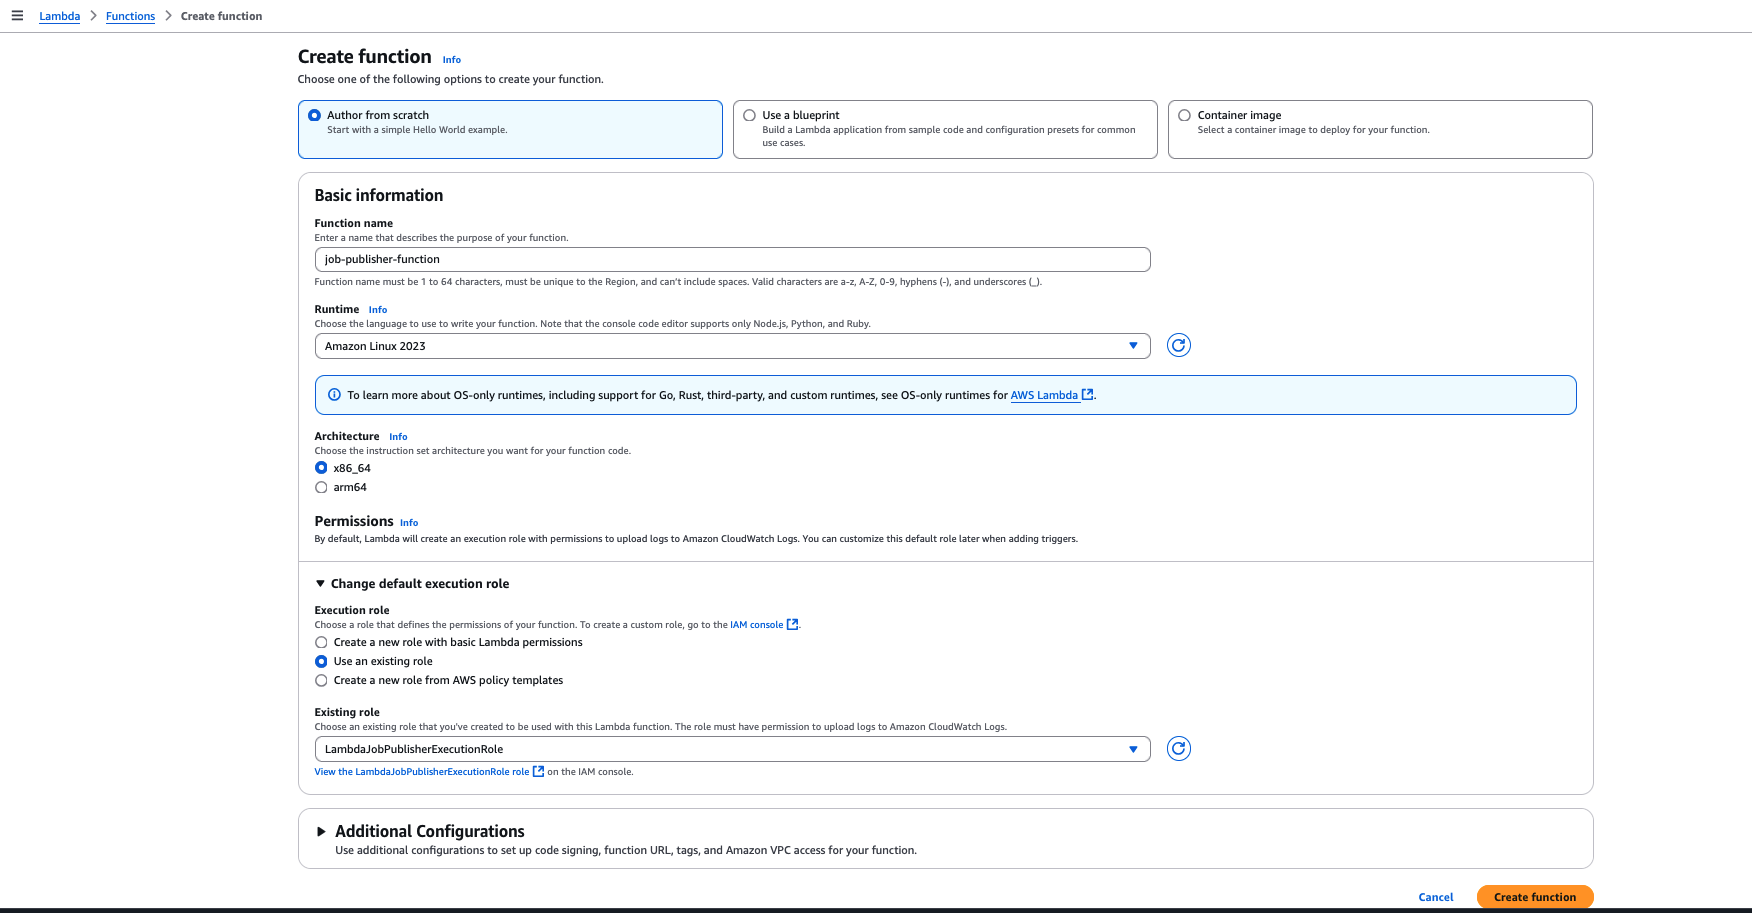 Lambda > Functions > Create function
Create function Info
Choose one of the following options to create your function.
Author from scratch
Start with a simple Hello World example.
Use a blueprint
Build a Lambda application from sample code and configuration presets for common
use cases.
Container image
Select a container image to deploy for your function.
Basic information
Function name
Enter a name that describes the purpose of your function.
job-publisher-function
Function name must be 1 to 64 characters, must be unique to the Region, and can't include spaces. Valid characters are a-z, A-Z, 0-9, hyphens (-), and underscores (_).
Runtime Info
Choose the language to use to write your function. Note that the console code editor supports only Node.js, Python, and Ruby.
Amazon Linux 2023
To learn more about OS-only runtimes, including support for Go, Rust, third-party, and custom runtimes, see OS-only runtimes for AWS Lambda.
Architecture Info
Choose the instruction set architecture you want for your function code.
x86_64
arm64
Permissions Info
By default, Lambda will create an execution role with permissions to upload logs to Amazon CloudWatch Logs. You can customize this default role later when adding triggers.
Change default execution role
Execution role
Choose a role that defines the permissions of your function. To create a custom role, go to the IAM console.
Create a new role with basic Lambda permissions
Use an existing role
Create a new role from AWS policy templates
Existing role
Choose an existing role that you've created to be used with this Lambda function. The role must have permission to upload logs to Amazon CloudWatch Logs.
LambdaJobPublisherExecutionRole
View the LambdaJobPublisherExecutionRole role on the IAM console.
Additional Configurations
Use additional configurations to set up code signing, function URL, tags, and Amazon VPC access for your function.
Cancel Create function